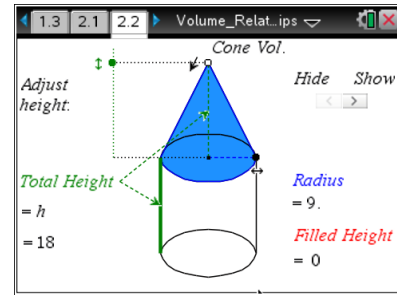 1.3 2.1 2.2 Volume_Relat...ips
Cone Vol.
Hide Show
Adjust
height:
Total Height
= h
= 18
Radius
= 9.
Filled Height
= 0